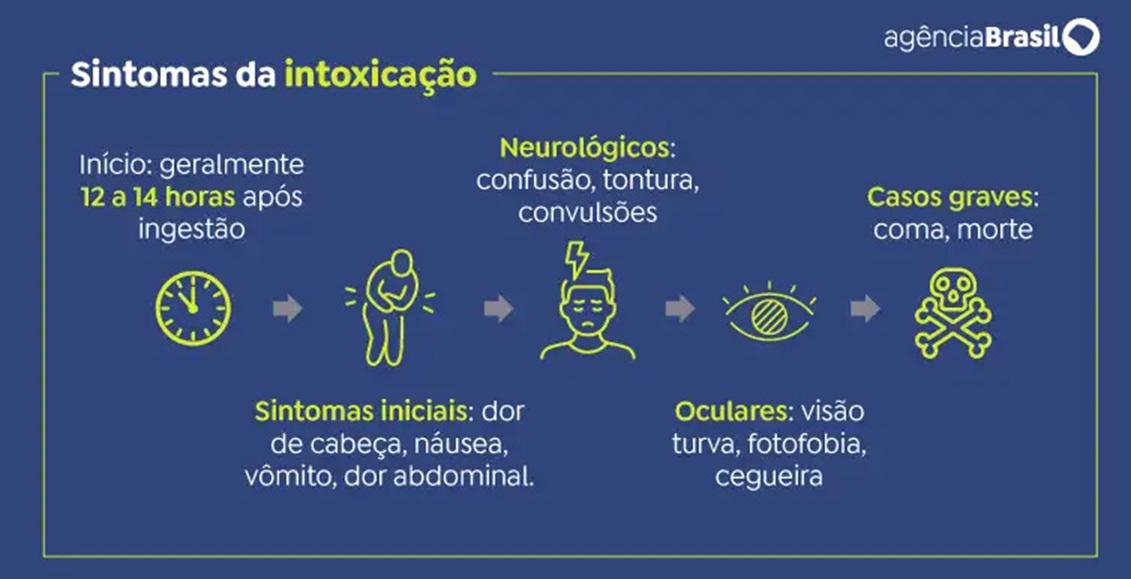 agênciaBrasil
Sintomas da intoxicação
Início: geralmente
12 a 14 horas após
ingestão
Sintomas iniciais: dor
de cabeça, náusea,
vômito, dor abdominal.
Neurológicos:
confusão, tontura,
convulsões
Oculares: visão
turva, fotofobia,
cegueira
Casos graves:
coma, morte